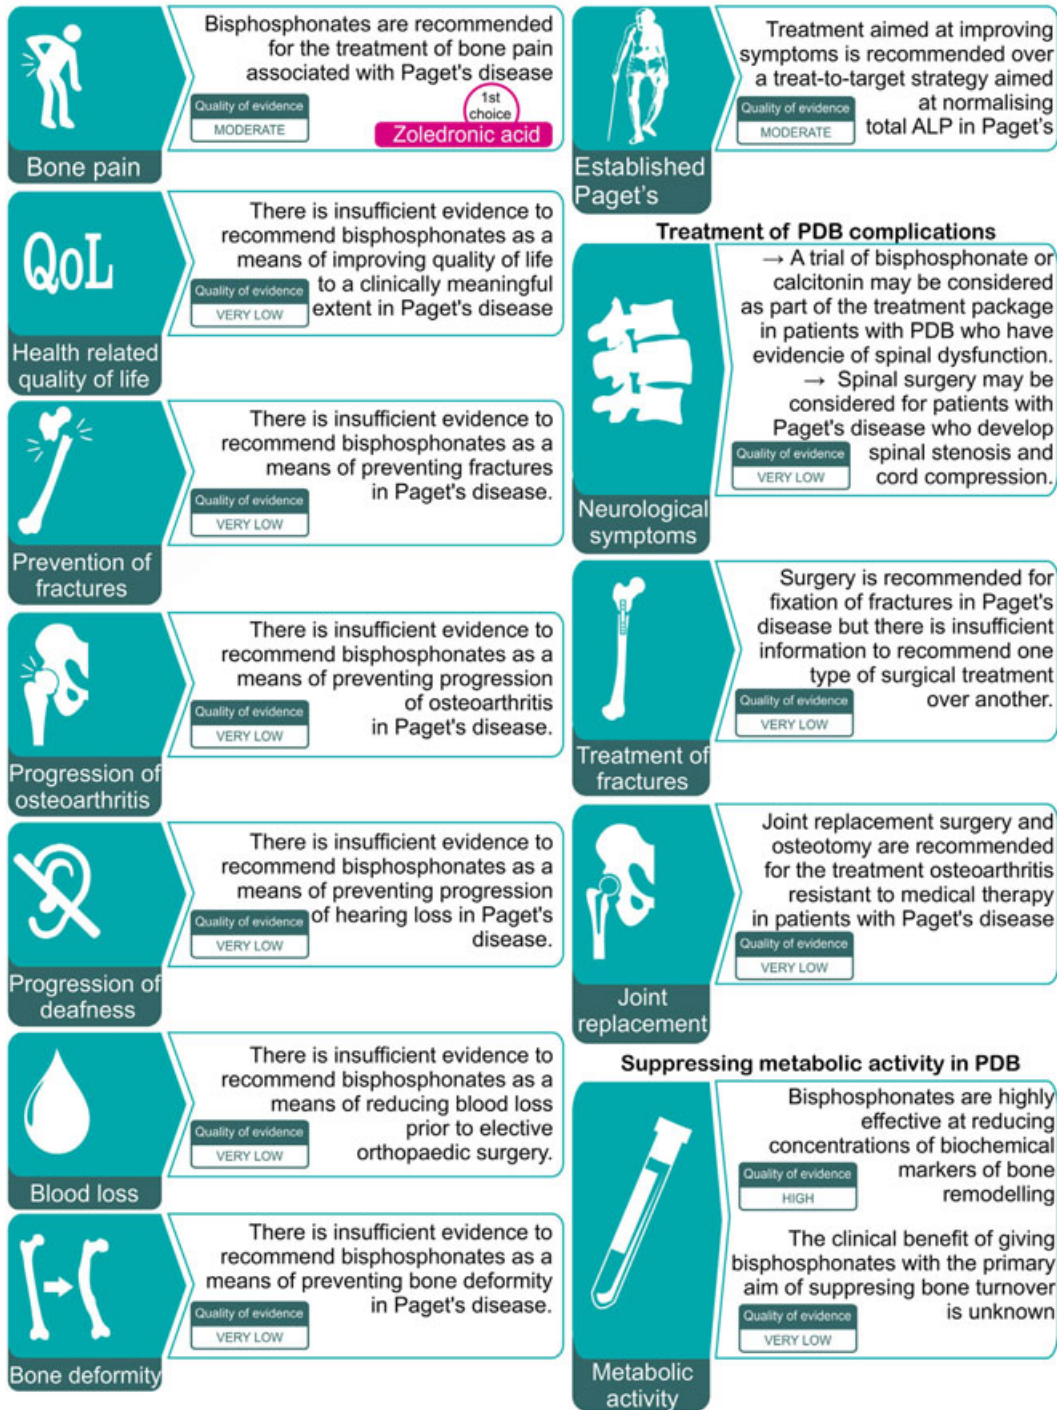 Bisphosphonates are recommended
for the treatment of bone pain
associated with Paget's disease
Quality of evidence
MODERATE
1st
choice
Zoledronic acid
Bone pain
QoL
There is insufficient evidence to
recommend bisphosphonates as a
means of improving quality of life
to a clinically meaningful
extent in Paget's disease
Quality of evidence
VERY LOW
Health related
quality of life
There is insufficient evidence to
recommend bisphosphonates as a
means of preventing fractures
in Paget's disease.
Quality of evidence
VERY LOW
Prevention of
fractures
There is insufficient evidence to
recommend bisphosphonates as a
means of preventing progression
of osteoarthritis
in Paget's disease.
Quality of evidence
VERY LOW
Progression of
osteoarthritis
There is insufficient evidence to
recommend bisphosphonates as a
means of preventing progression
of hearing loss in Paget's
disease.
Quality of evidence
VERY LOW
Progression of
deafness
There is insufficient evidence to
recommend bisphosphonates as a
means of reducing blood loss
prior to elective
orthopaedic surgery.
Quality of evidence
VERY LOW
Blood loss
There is insufficient evidence to
recommend bisphosphonates as a
means of preventing bone deformity
in Paget's disease.
Quality of evidence
VERY LOW
Bone deformity
Treatment aimed at improving
symptoms is recommended over
a treat-to-target strategy aimed
at normalising
total ALP in Paget's
Quality of evidence
MODERATE
Established
Paget's
Treatment of PDB complications
→ A trial of bisphosphonate or
calcitonin may be considered
as part of the treatment package
in patients with PDB who have
evidencie of spinal dysfunction.
→ Spinal surgery may be
considered for patients with
Paget's disease who develop
spinal stenosis and
cord compression.
Quality of evidence
VERY LOW
Neurological
symptoms
Surgery is recommended for
fixation of fractures in Paget's
disease but there is insufficient
information to recommend one
type of surgical treatment
over another.
Quality of evidence
VERY LOW
Treatment of
fractures
Joint replacement surgery and
osteotomy are recommended
for the treatment osteoarthritis
resistant to medical therapy
in patients with Paget's disease
Quality of evidence
VERY LOW
Joint
replacement
Suppressing metabolic activity in PDB
Bisphosphonates are highly
effective at reducing
concentrations of biochemical
markers of bone
remodelling
Quality of evidence
HIGH
The clinical benefit of giving
bisphosphonates with the primary
aim of suppresing bone turnover
is unknown
Quality of evidence
VERY LOW
Metabolic
activity